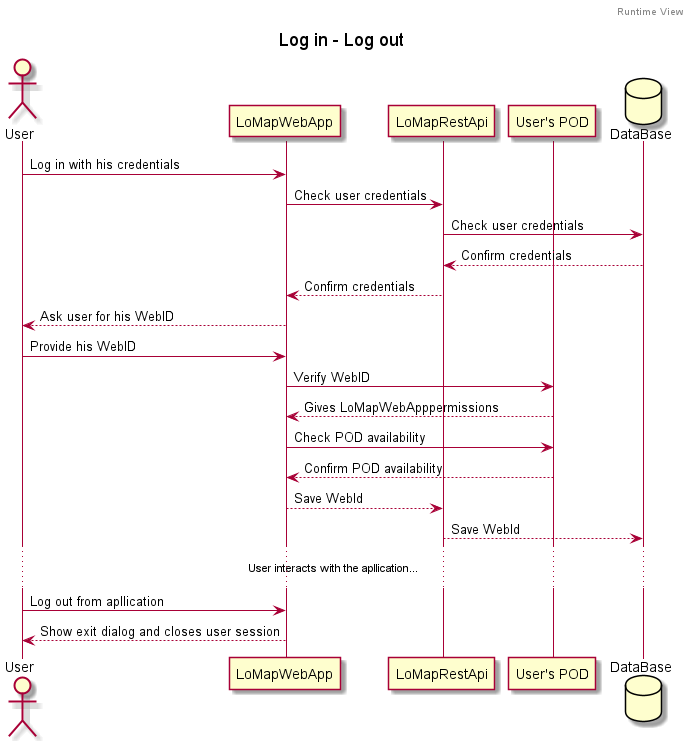 Runtime View
Log in - Log out
User
LoMapWebApp
LoMapRestApi
User's POD
DataBase
Log in with his credentials
Check user credentials
Check user credentials
Confirm credentials
Confirm credentials
Ask user for his WebID
Provide his WebID
Verify WebID
Gives LoMapWebApppermissions
Check POD availability
Confirm POD availability
Save WebId
Save WebId
User interacts with the apllication...
Log out from apllication
Show exit dialog and closes user session
User
LoMapWebApp
LoMapRestApi
User's POD
DataBase